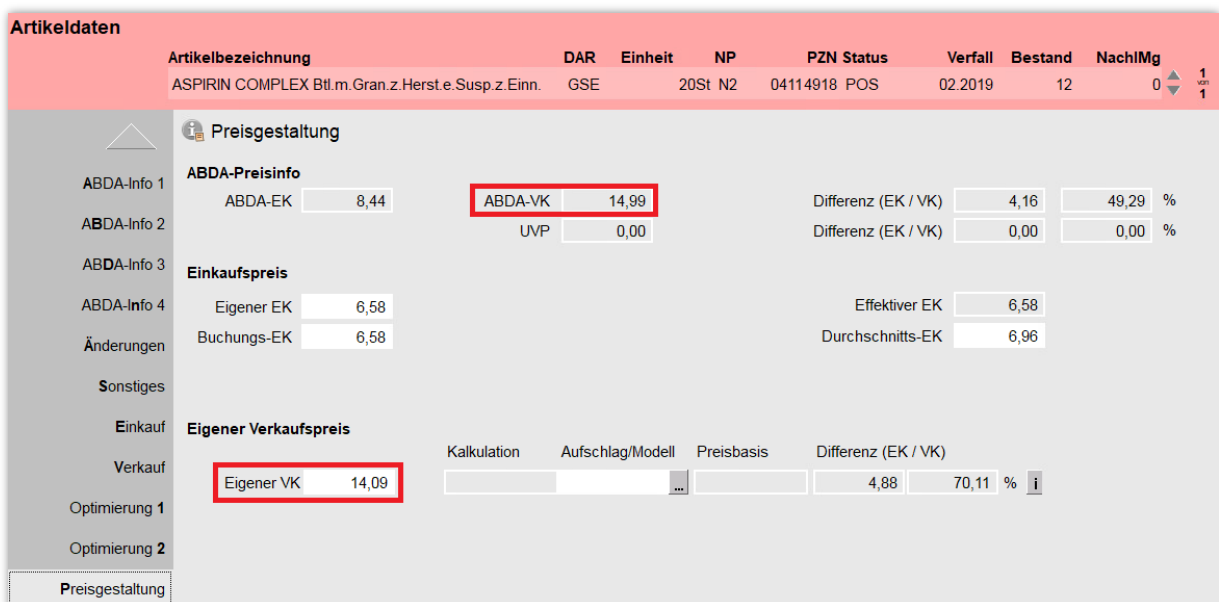 Artikeldaten
Artikelbezeichnung DAR Einheit NP PZN Status Verfall Bestand NachlMg
ASPIRIN COMPLEX Btl.m.Gran.z.Herst.e.Susp.z.Einn. GSE 20St N2 04114918 POS 02.2019 12 0
1
von
1
Preisgestaltung
ABDA-Info 1
ABDA-Info 2
ABDA-Info 3
ABDA-Info 4
Änderungen
Sonstiges
Einkauf
Verkauf
Optimierung 1
Optimierung 2
Preisgestaltung
ABDA-Preisinfo
ABDA-EK 8,44 ABDA-VK 14,99 Differenz (EK / VK) 4,16 49,29 %
UVP 0,00 Differenz (EK / VK) 0,00 0,00 %
Einkaufspreis
Eigener EK 6,58 Effektiver EK 6,58
Buchungs-EK 6,58 Durchschnitts-EK 6,96
Eigener Verkaufspreis
Kalkulation Aufschlag/Modell Preisbasis Differenz (EK / VK)
Eigener VK 14,09 ... 4,88 70,11 % i